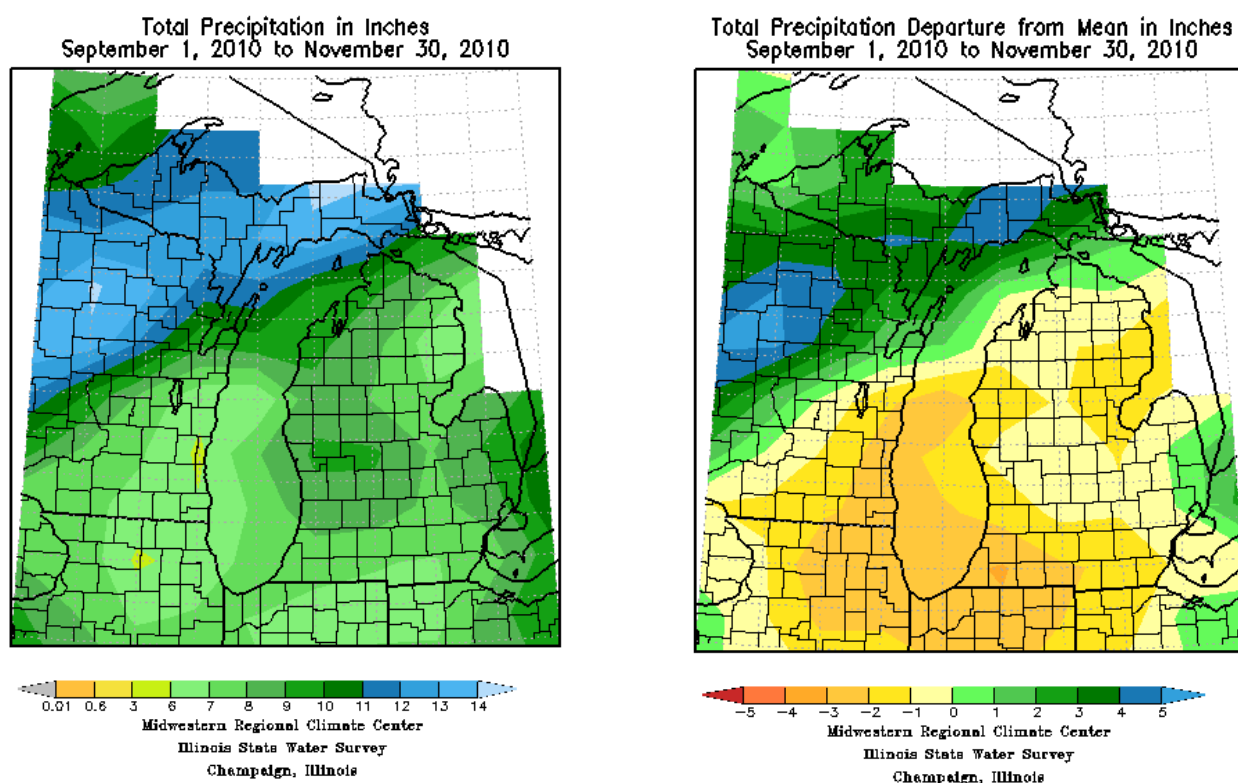 Total Precipitation in Inches
September 1, 2010 to November 30, 2010
0.01 0.6 3 6 7 8 9 10 11 12 13 14
Midwestern Regional Climate Center
Illinois State Water Survey
Champaign, Illinois
Total Precipitation Departure from Mean in Inches
September 1, 2010 to November 30, 2010
-5 -4 -3 -2 -1 0 1 2 3 4 5
Midwestern Regional Climate Center
Illinois State Water Survey
Champaign, Illinois